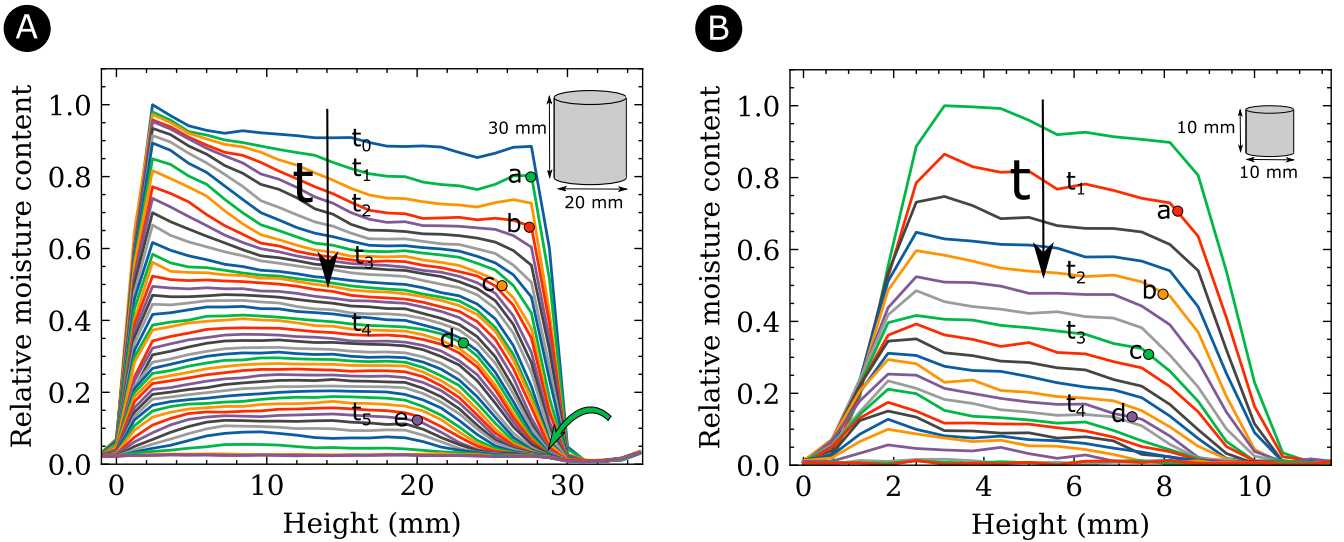 A
Relative moisture content
1.0
0.8
0.6
0.4
0.2
0.0
0
10
20
30
Height (mm)
t
t0
t1
t2
t3
t4
t5
a
b
c
d
e
30 mm
20 mm
B
Relative moisture content
1.0
0.8
0.6
0.4
0.2
0.0
0
2
4
6
8
10
Height (mm)
t
t1
t2
t3
t4
a
b
c
d
10 mm
10 mm